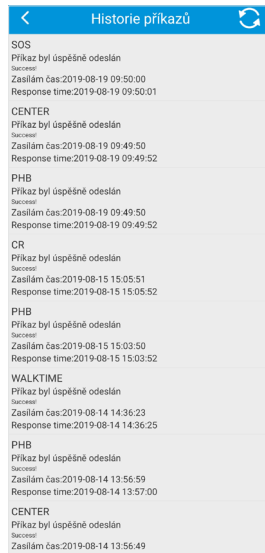 Historie příkazů
SOS
Příkaz byl úspěšně odeslán
Success!
Zasílám čas:2019-08-19 09:50:00
Response time:2019-08-19 09:50:01
CENTER
Příkaz byl úspěšně odeslán
Success!
Zasílám čas:2019-08-19 09:49:50
Response time:2019-08-19 09:49:52
PHB
Příkaz byl úspěšně odeslán
Success!
Zasílám čas:2019-08-19 09:49:50
Response time:2019-08-19 09:49:52
CR
Příkaz byl úspěšně odeslán
Success!
Zasílám čas:2019-08-15 15:05:51
Response time:2019-08-15 15:05:52
PHB
Příkaz byl úspěšně odeslán
Success!
Zasílám čas:2019-08-15 15:03:50
Response time:2019-08-15 15:03:52
WALKTIME
Příkaz byl úspěšně odeslán
Success!
Zasílám čas:2019-08-14 14:36:23
Response time:2019-08-14 14:36:25
PHB
Příkaz byl úspěšně odeslán
Success!
Zasílám čas:2019-08-14 13:56:59
Response time:2019-08-14 13:57:00
CENTER
Příkaz byl úspěšně odeslán
Success!
Zasílám čas:2019-08-14 13:56:49